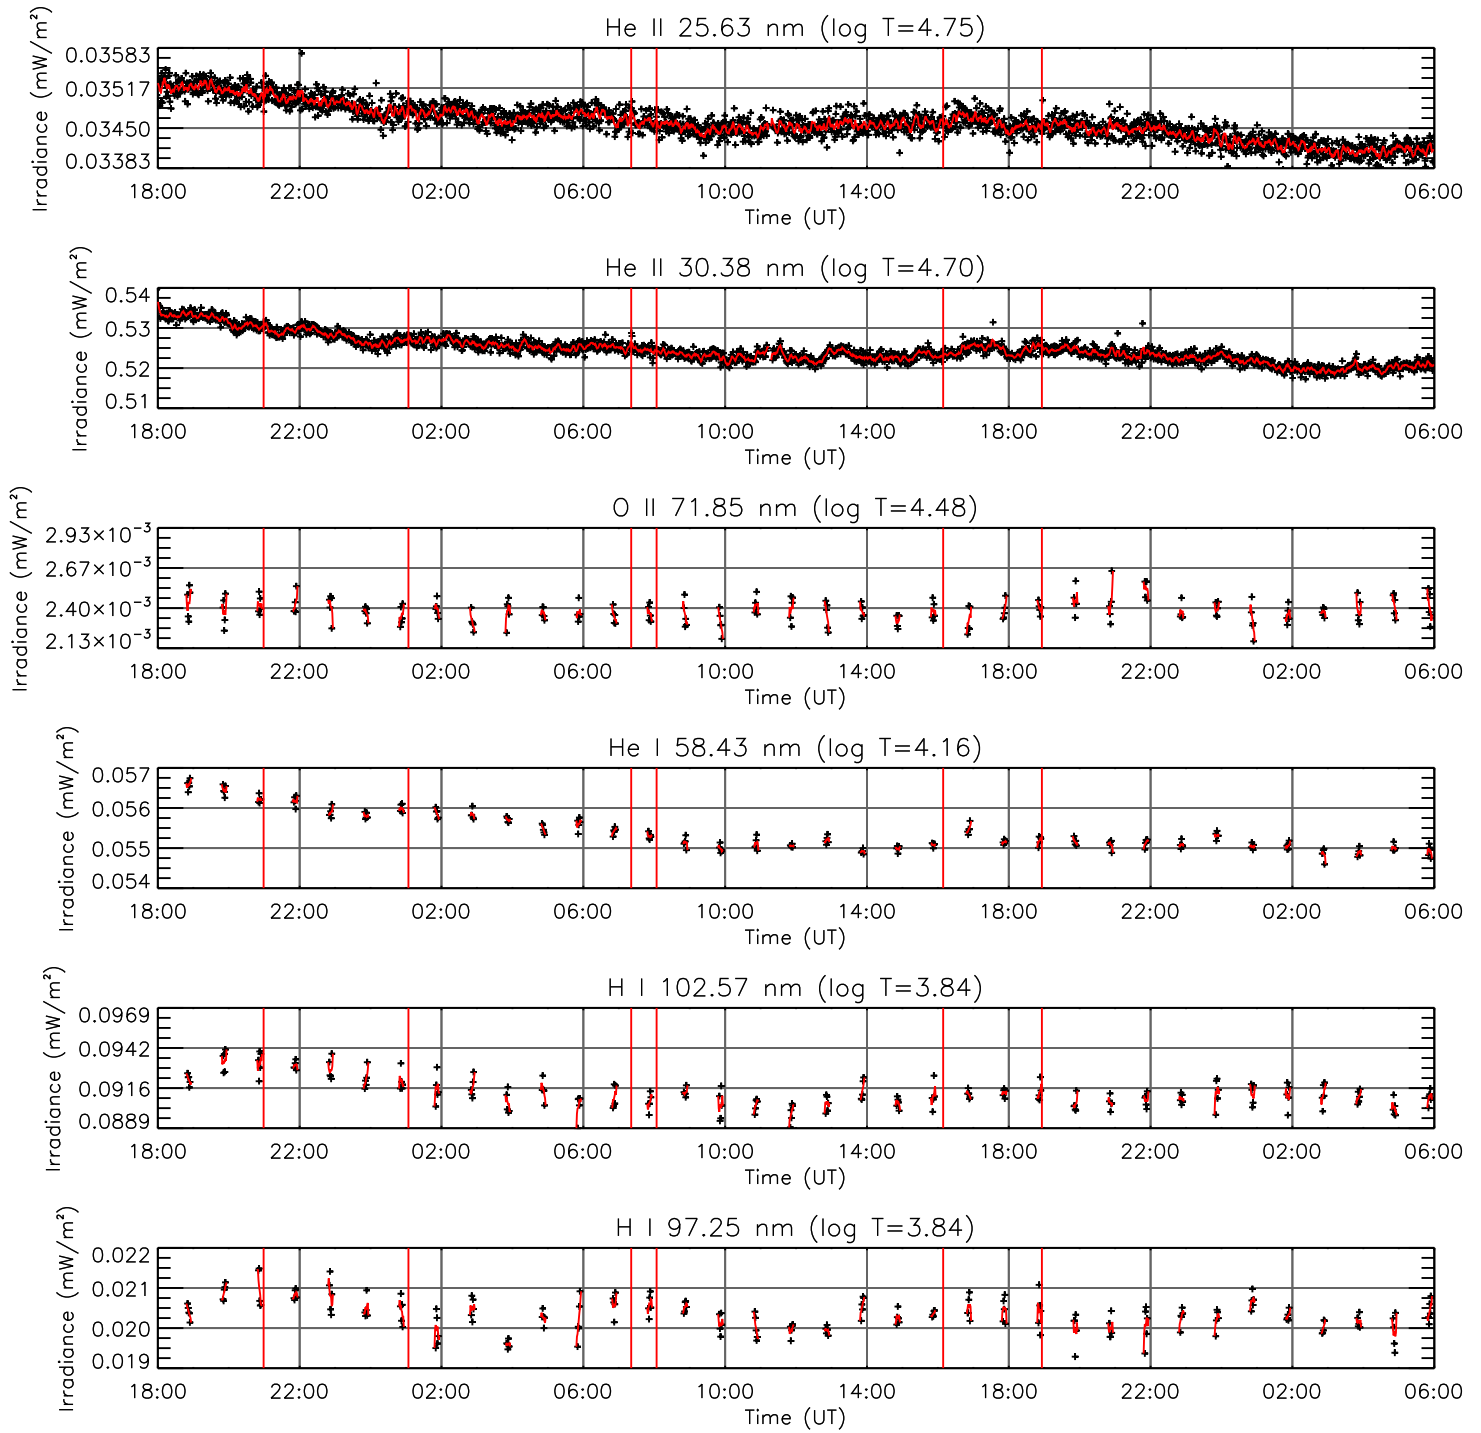 He II 25.63 nm (log T=4.75)
Irradiance (mW/m²)
0.03583
0.03517
0.03450
0.03383
18:00 22:00 02:00 06:00 10:00 14:00 18:00 22:00 02:00 06:00
Time (UT)
He II 30.38 nm (log T=4.70)
Irradiance (mW/m²)
0.54
0.53
0.52
0.51
18:00 22:00 02:00 06:00 10:00 14:00 18:00 22:00 02:00 06:00
Time (UT)
O II 71.85 nm (log T=4.48)
Irradiance (mW/m²)
2.93×10⁻³
2.67×10⁻³
2.40×10⁻³
2.13×10⁻³
18:00 22:00 02:00 06:00 10:00 14:00 18:00 22:00 02:00 06:00
Time (UT)
He I 58.43 nm (log T=4.16)
Irradiance (mW/m²)
0.057
0.056
0.055
0.054
18:00 22:00 02:00 06:00 10:00 14:00 18:00 22:00 02:00 06:00
Time (UT)
H I 102.57 nm (log T=3.84)
Irradiance (mW/m²)
0.0969
0.0942
0.0916
0.0889
18:00 22:00 02:00 06:00 10:00 14:00 18:00 22:00 02:00 06:00
Time (UT)
H I 97.25 nm (log T=3.84)
Irradiance (mW/m²)
0.022
0.021
0.020
0.019
18:00 22:00 02:00 06:00 10:00 14:00 18:00 22:00 02:00 06:00
Time (UT)